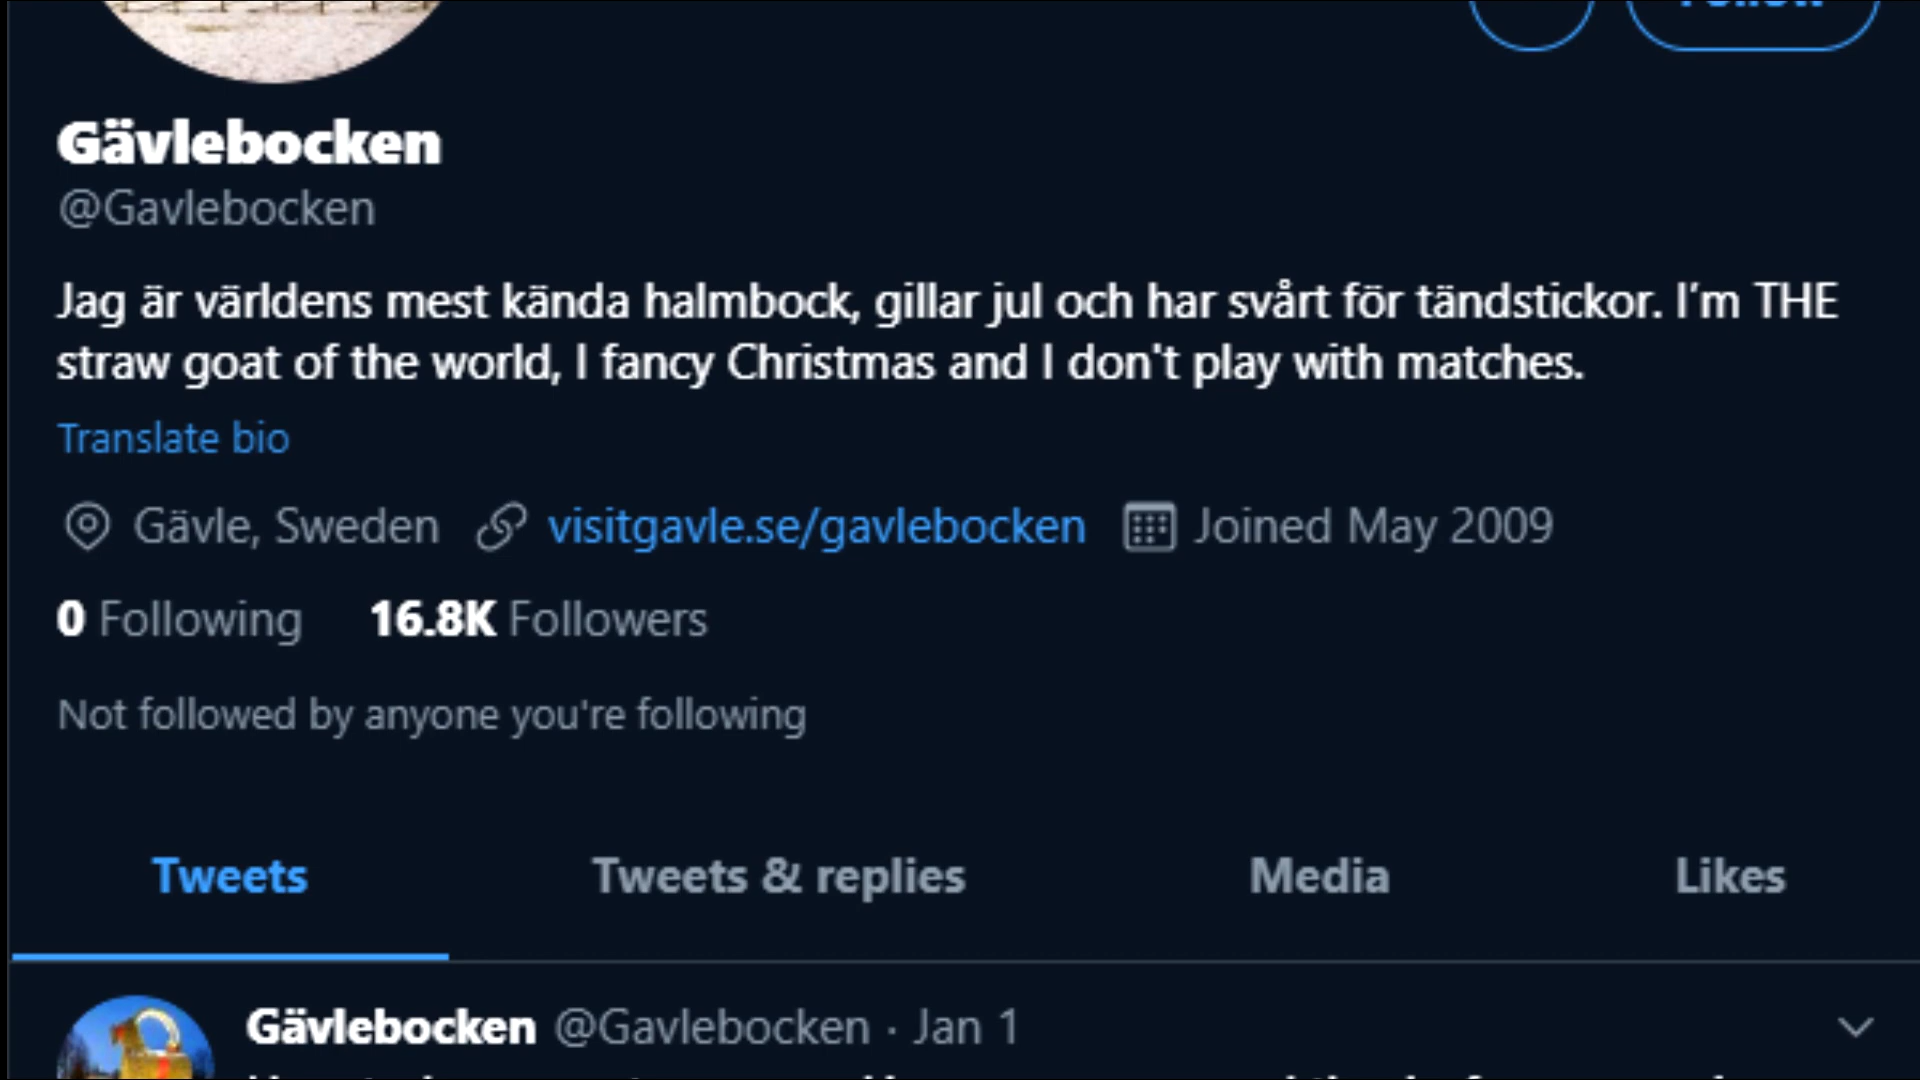 Follow
Gävlebocken
@Gavlebocken
Jag är världens mest kända halmbock, gillar jul och har svårt för tändstickor. I'm THE
straw goat of the world, I fancy Christmas and I don't play with matches.
Translate bio
Gävle, Sweden visitgavle.se/gavlebocken Joined May 2009
0 Following 16.8K Followers
Not followed by anyone you're following
Tweets Tweets & replies Media Likes
Gävlebocken @Gavlebocken · Jan 1